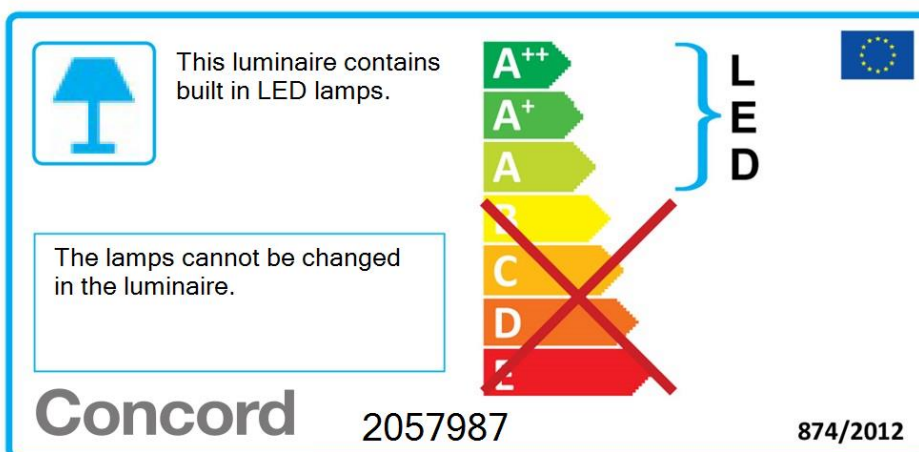 This luminaire contains
built in LED lamps.
A++
A+
A
B
C
D
E
L
E
D
The lamps cannot be changed
in the luminaire.
Concord
2057987
874/2012